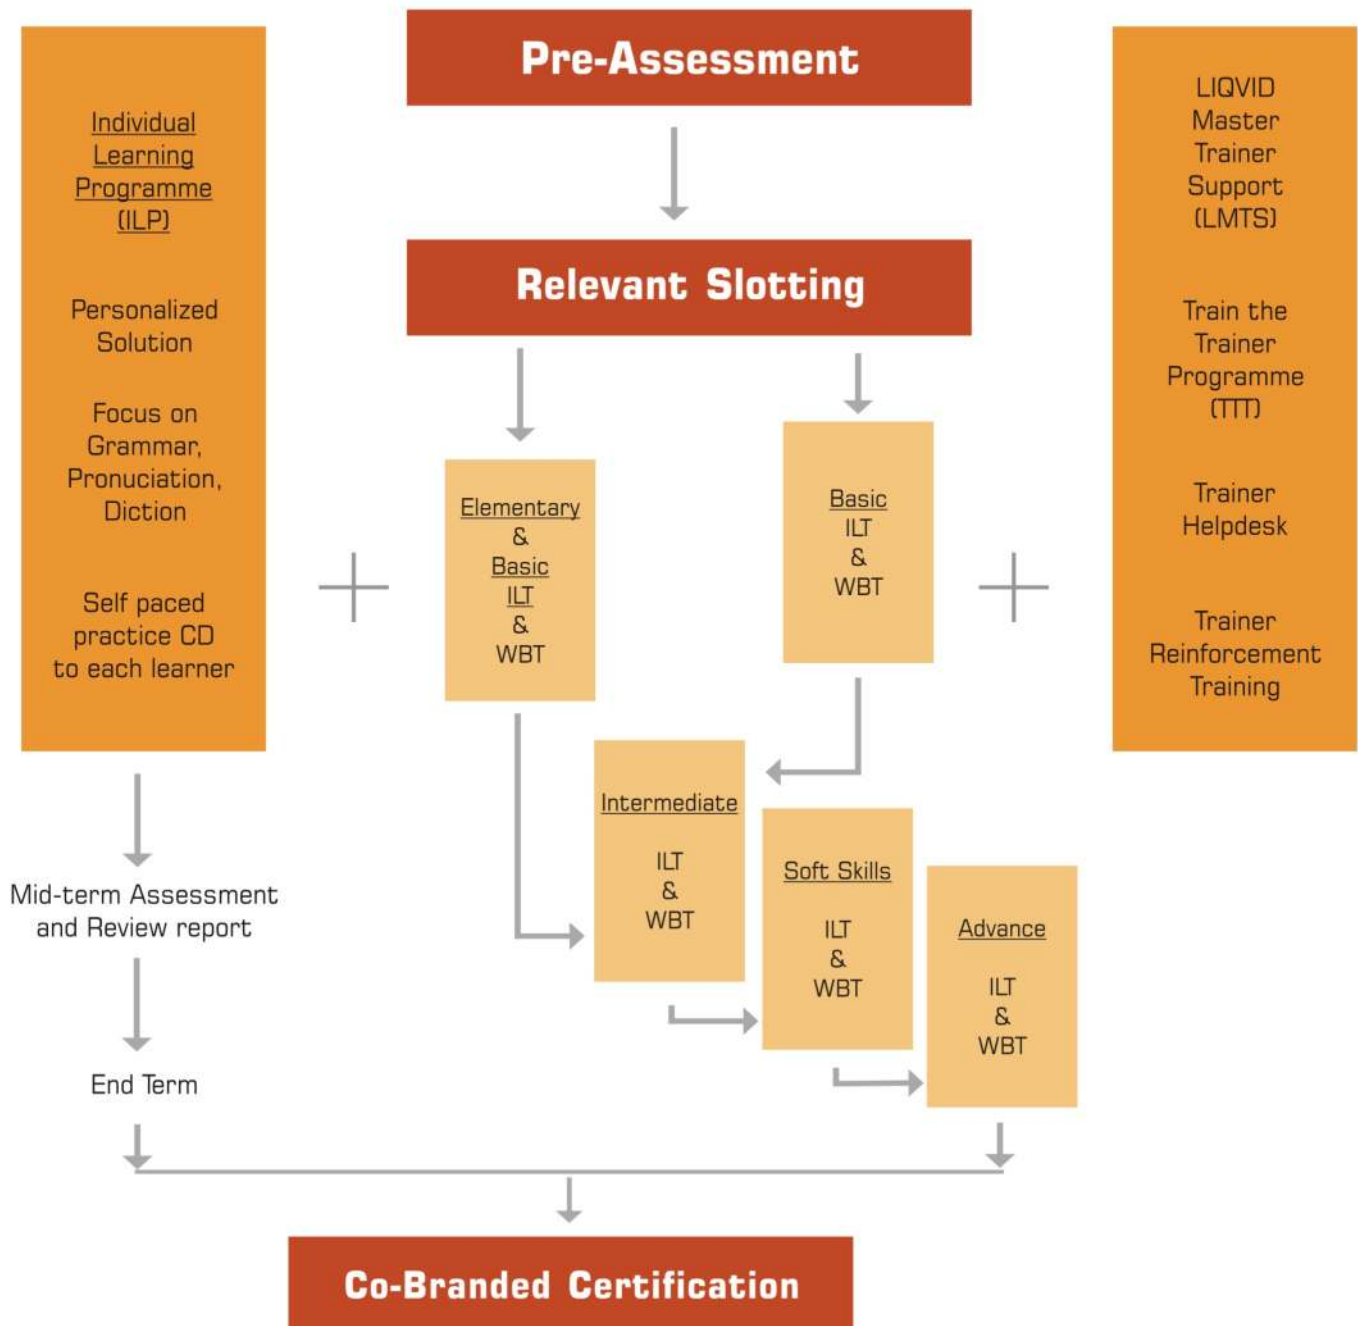 Pre-Assessment
Individual
Learning
Programme
(ILP)
Personalized
Solution
Focus on
Grammar,
Pronuciation,
Diction
Self paced
practice CD
to each learner
Relevant Slotting
Elementary
&
Basic
ILT
&
WBT
Basic
ILT
&
WBT
LIQVID
Master
Trainer
Support
(LMTS)
Train the
Trainer
Programme
(TTT)
Trainer
Helpdesk
Trainer
Reinforcement
Training
Intermediate
ILT
&
WBT
Soft Skills
ILT
&
WBT
Advance
ILT
&
WBT
Mid-term Assessment
and Review report
End Term
Co-Branded Certification